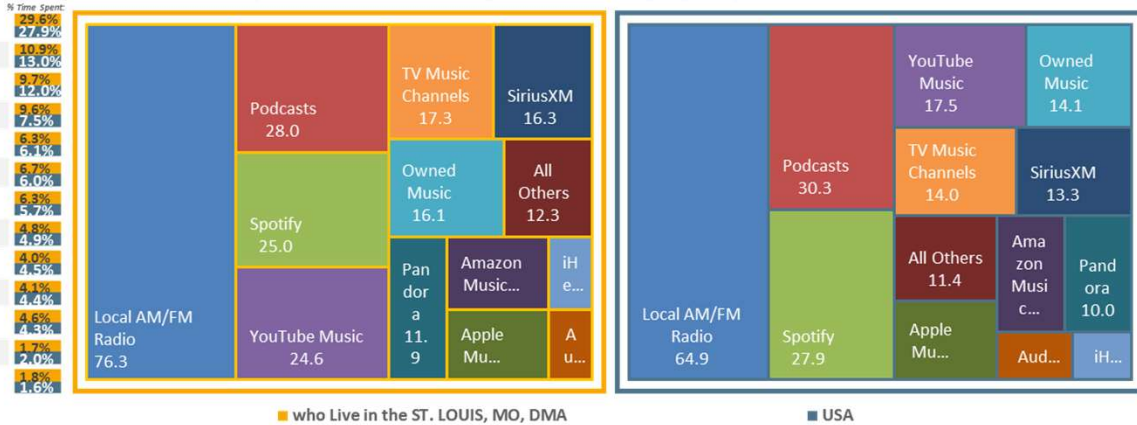 % Time Spent:
29.6%
27.9%
10.9%
13.0%
9.7%
12.0%
9.6%
7.5%
6.3%
6.1%
6.7%
6.0%
6.3%
5.7%
4.8%
4.9%
4.0%
4.5%
4.1%
4.4%
4.6%
4.3%
1.7%
2.0%
1.8%
1.6%
Local AM/FM
Radio
76.3
Podcasts
28.0
Spotify
25.0
YouTube Music
24.6
TV Music
Channels
17.3
SiriusXM
16.3
Owned
Music
16.1
All
Others
12.3
Pan
dor
a
11.
9
Amazon
Music...
iH
e...
Apple
Mu...
A
u...
Local AM/FM
Radio
64.9
Podcasts
30.3
Spotify
27.9
YouTube
Music
17.5
Owned
Music
14.1
TV Music
Channels
14.0
SiriusXM
13.3
All Others
11.4
Ama
zon
Musi
c...
Pand
ora
10.0
Apple
Mu...
Aud...
iH...
who Live in the ST. LOUIS, MO, DMA
USA